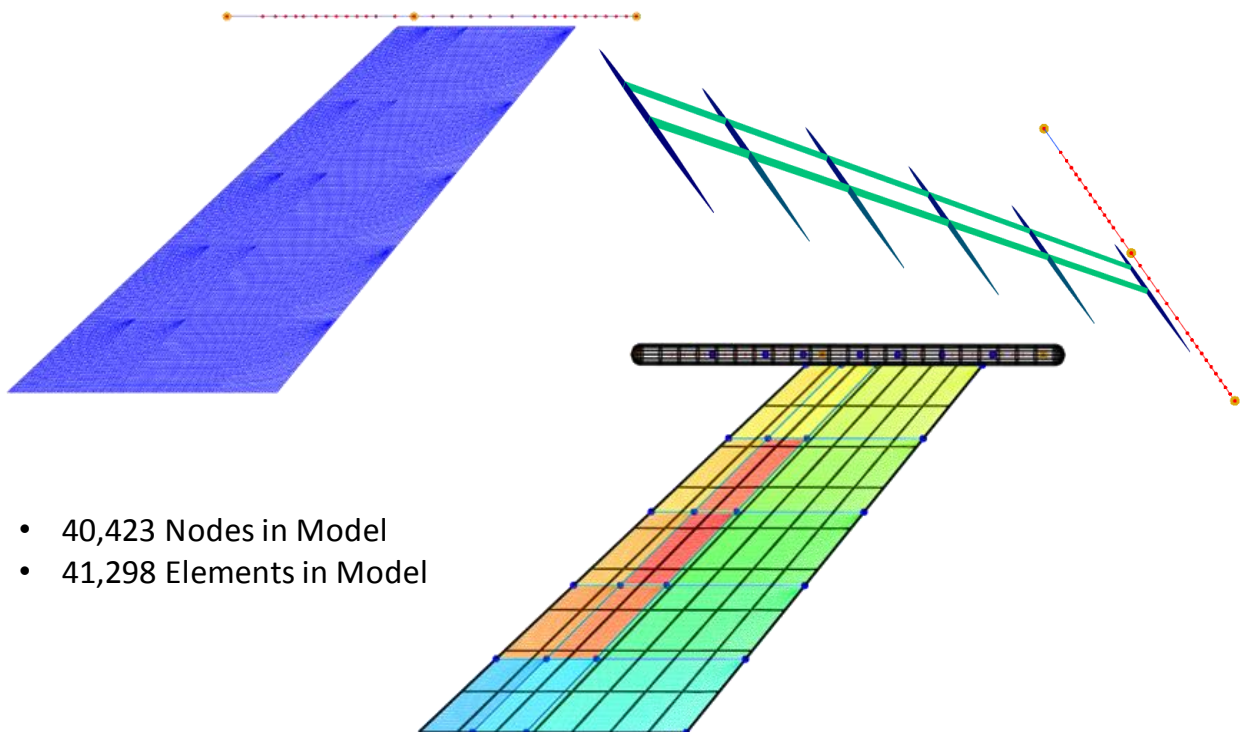 • 40,423 Nodes in Model
• 41,298 Elements in Model